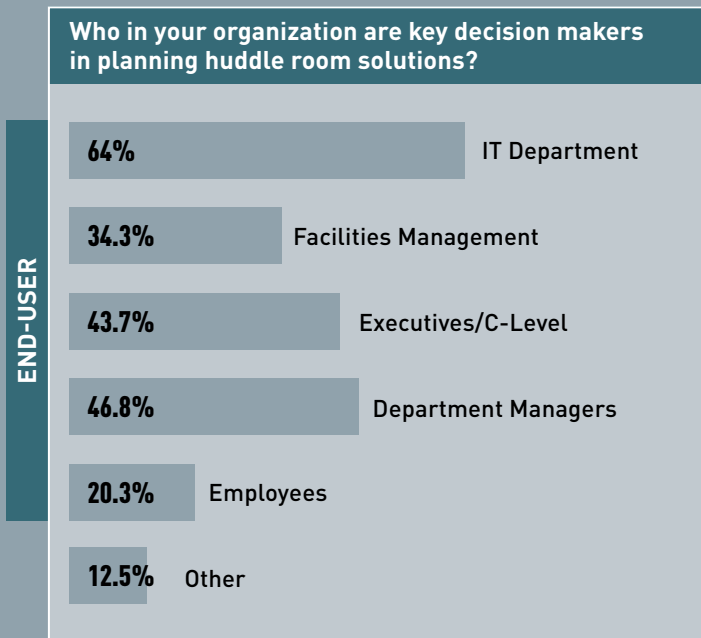 Who in your organization are key decision makers
in planning huddle room solutions?
END-USER
64% IT Department
34.3% Facilities Management
43.7% Executives/C-Level
46.8% Department Managers
20.3% Employees
12.5% Other